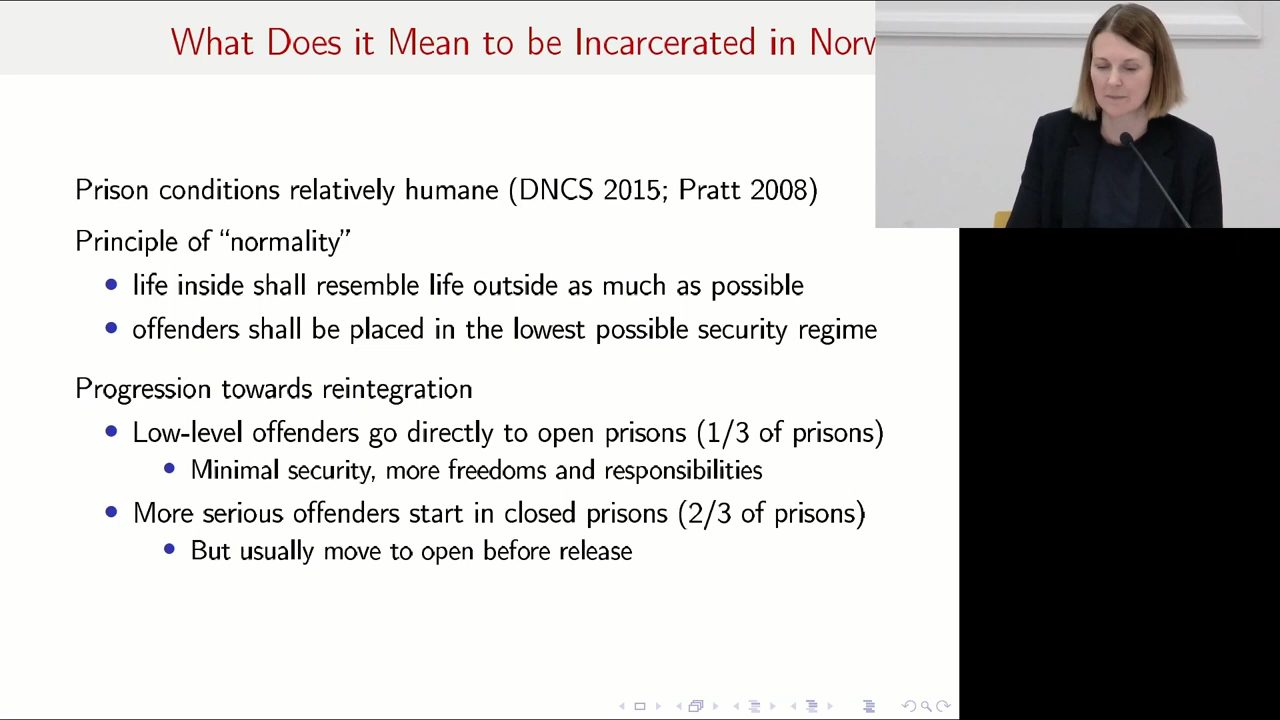 What Does it Mean to be Incarcerated in Norw
Prison conditions relatively humane (DNCS 2015; Pratt 2008)
Principle of “normality”
• life inside shall resemble life outside as much as possible
• offenders shall be placed in the lowest possible security regime
Progression towards reintegration
• Low-level offenders go directly to open prisons (1/3 of prisons)
• Minimal security, more freedoms and responsibilities
• More serious offenders start in closed prisons (2/3 of prisons)
• But usually move to open before release